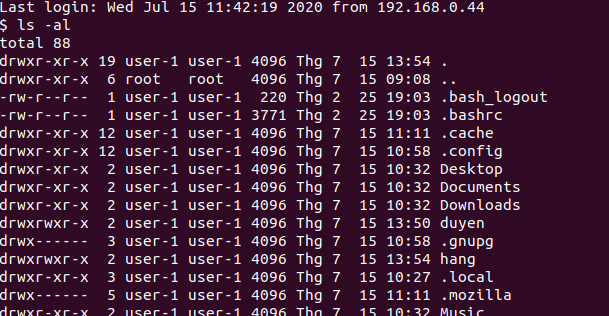 Last login: Wed Jul 15 11:42:19 2020 from 192.168.0.44
$ ls -al
total 88
drwxr-xr-x 19 user-1 user-1 4096 Thg 7  15 13:54 .
drwxr-xr-x  6 root   root   4096 Thg 7  15 09:08 ..
-rw-r--r--  1 user-1 user-1  220 Thg 2  25 19:03 .bash_logout
-rw-r--r--  1 user-1 user-1 3771 Thg 2  25 19:03 .bashrc
drwxr-xr-x 12 user-1 user-1 4096 Thg 7  15 11:11 .cache
drwxr-xr-x 12 user-1 user-1 4096 Thg 7  15 10:58 .config
drwxr-xr-x  2 user-1 user-1 4096 Thg 7  15 10:32 Desktop
drwxr-xr-x  2 user-1 user-1 4096 Thg 7  15 10:32 Documents
drwxr-xr-x  2 user-1 user-1 4096 Thg 7  15 10:32 Downloads
drwxrwxr-x  2 user-1 user-1 4096 Thg 7  15 13:50 duyen
drwx------  3 user-1 user-1 4096 Thg 7  15 10:58 .gnupg
drwxrwxr-x  2 user-1 user-1 4096 Thg 7  15 13:54 hang
drwxr-xr-x  3 user-1 user-1 4096 Thg 7  15 10:27 .local
drwx------  5 user-1 user-1 4096 Thg 7  15 11:11 .mozilla
drwxr-xr-x  2 user-1 user-1 4096 Thg 7  15 10:32 Music